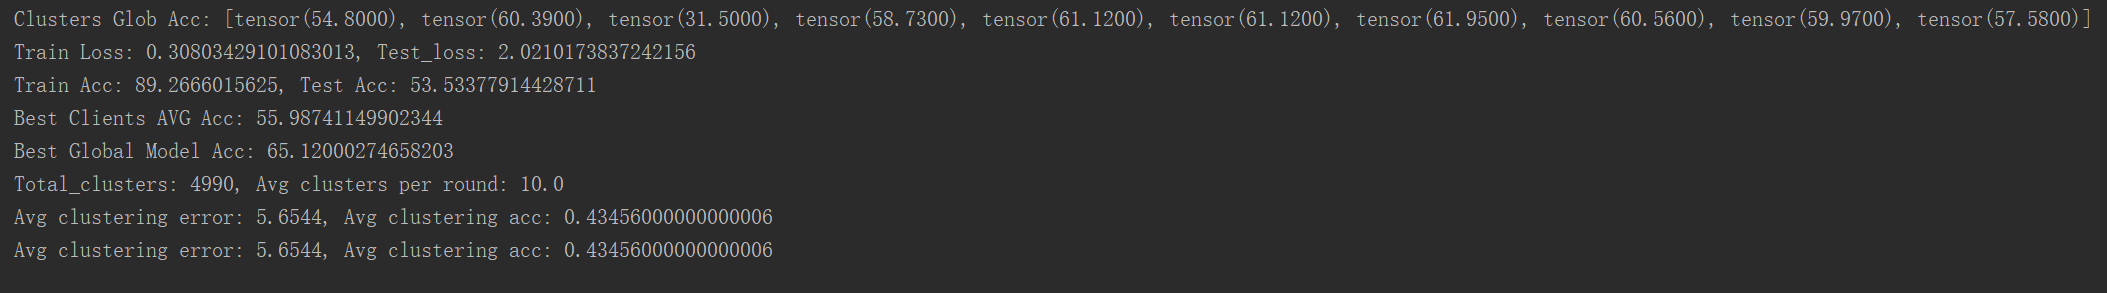 Clusters Glob Acc: [tensor(54.8000), tensor(60.3900), tensor(31.5000), tensor(58.7300), tensor(61.1200), tensor(61.1200), tensor(61.9500), tensor(60.5600), tensor(59.9700), tensor(57.5800)]
Train Loss: 0.30803429101083013, Test_loss: 2.0210173837242156
Train Acc: 89.2666015625, Test Acc: 53.53377914428711
Best Clients AVG Acc: 55.98741149902344
Best Global Model Acc: 65.12000274658203
Total_clusters: 4990, Avg clusters per round: 10.0
Avg clustering error: 5.6544, Avg clustering acc: 0.43456000000000006
Avg clustering error: 5.6544, Avg clustering acc: 0.43456000000000006